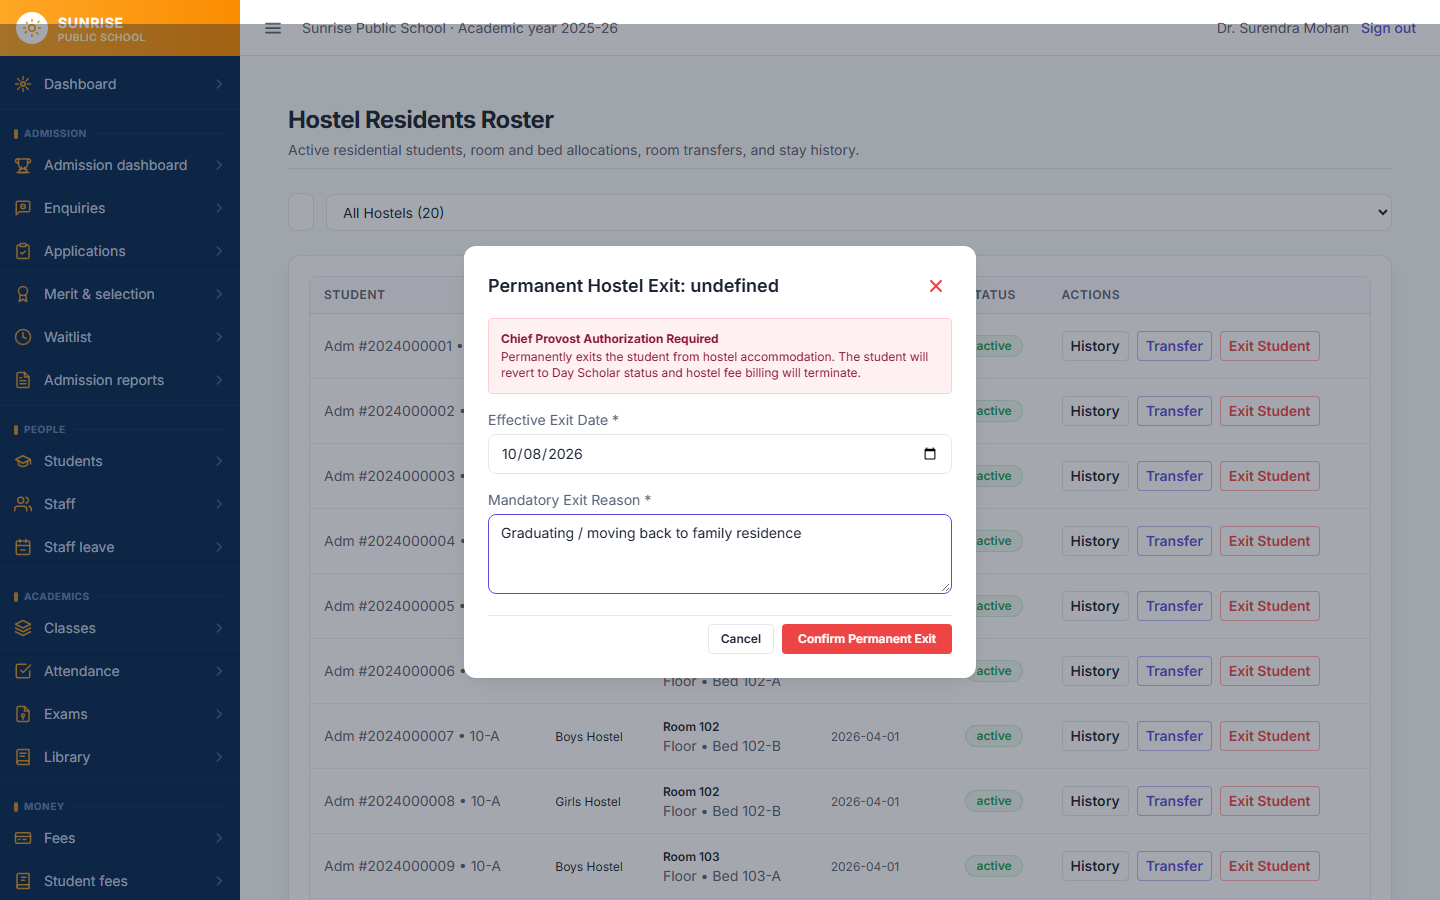 SUNRISE
PUBLIC SCHOOL
Sunrise Public School · Academic year 2025-26
Dr. Surendra Mohan
Sign out
Dashboard
ADMISSION
Admission dashboard
Enquiries
Applications
Merit & selection
Waitlist
Admission reports
PEOPLE
Students
Staff
Staff leave
ACADEMICS
Classes
Attendance
Exams
Library
MONEY
Fees
Student fees
Hostel Residents Roster
Active residential students, room and bed allocations, room transfers, and stay history.
All Hostels (20)
STUDENT ACTIONS
Adm #2024000001 • active History Transfer Exit Student
Adm #2024000002 • active History Transfer Exit Student
Adm #2024000003 • active History Transfer Exit Student
Adm #2024000004 • active History Transfer Exit Student
Adm #2024000005 • active History Transfer Exit Student
Adm #2024000006 • Floor • Bed 102-A active History Transfer Exit Student
Adm #2024000007 • 10-A Boys Hostel Room 102 2026-04-01 active History Transfer Exit Student
Floor • Bed 102-B
Adm #2024000008 • 10-A Girls Hostel Room 102 2026-04-01 active History Transfer Exit Student
Floor • Bed 102-B
Adm #2024000009 • 10-A Boys Hostel Room 103 2026-04-01 active History Transfer Exit Student
Floor • Bed 103-A
Permanent Hostel Exit: undefined
Chief Provost Authorization Required
Permanently exits the student from hostel accommodation. The student will
revert to Day Scholar status and hostel fee billing will terminate.
Effective Exit Date *
10/08/2026
Mandatory Exit Reason *
Graduating / moving back to family residence
Cancel
Confirm Permanent Exit